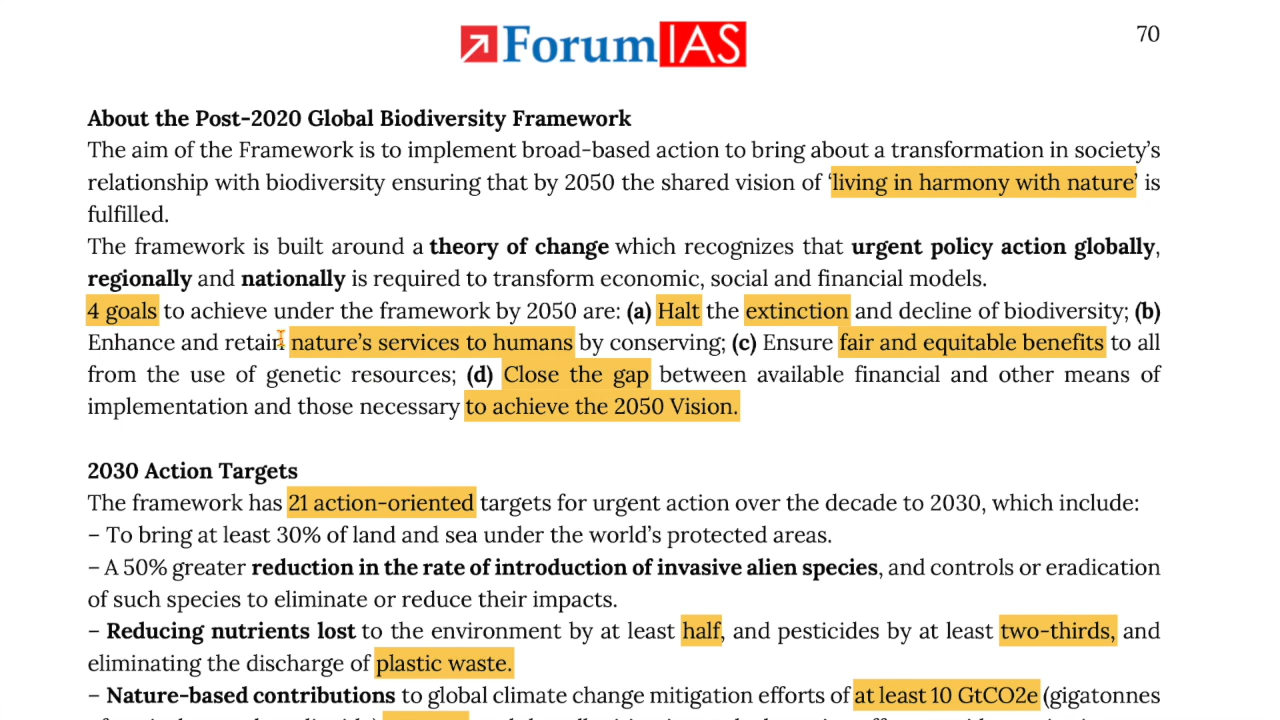 Forum IAS
70
About the Post-2020 Global Biodiversity Framework
The aim of the Framework is to implement broad-based action to bring about a transformation in society's
relationship with biodiversity ensuring that by 2050 the shared vision of 'living in harmony with nature' is
fulfilled.
The framework is built around a theory of change which recognizes that urgent policy action globally,
regionally and nationally is required to transform economic, social and financial models.
4 goals to achieve under the framework by 2050 are: (a) Halt the extinction and decline of biodiversity; (b)
Enhance and retain nature's services to humans by conserving; (c) Ensure fair and equitable benefits to all
from the use of genetic resources; (d) Close the gap between available financial and other means of
implementation and those necessary to achieve the 2050 Vision.
2030 Action Targets
The framework has 21 action-oriented targets for urgent action over the decade to 2030, which include:
– To bring at least 30% of land and sea under the world's protected areas.
– A 50% greater reduction in the rate of introduction of invasive alien species, and controls or eradication
of such species to eliminate or reduce their impacts.
– Reducing nutrients lost to the environment by at least half, and pesticides by at least two-thirds, and
eliminating the discharge of plastic waste.
– Nature-based contributions to global climate change mitigation efforts of at least 10 GtCO2e (gigatonnes